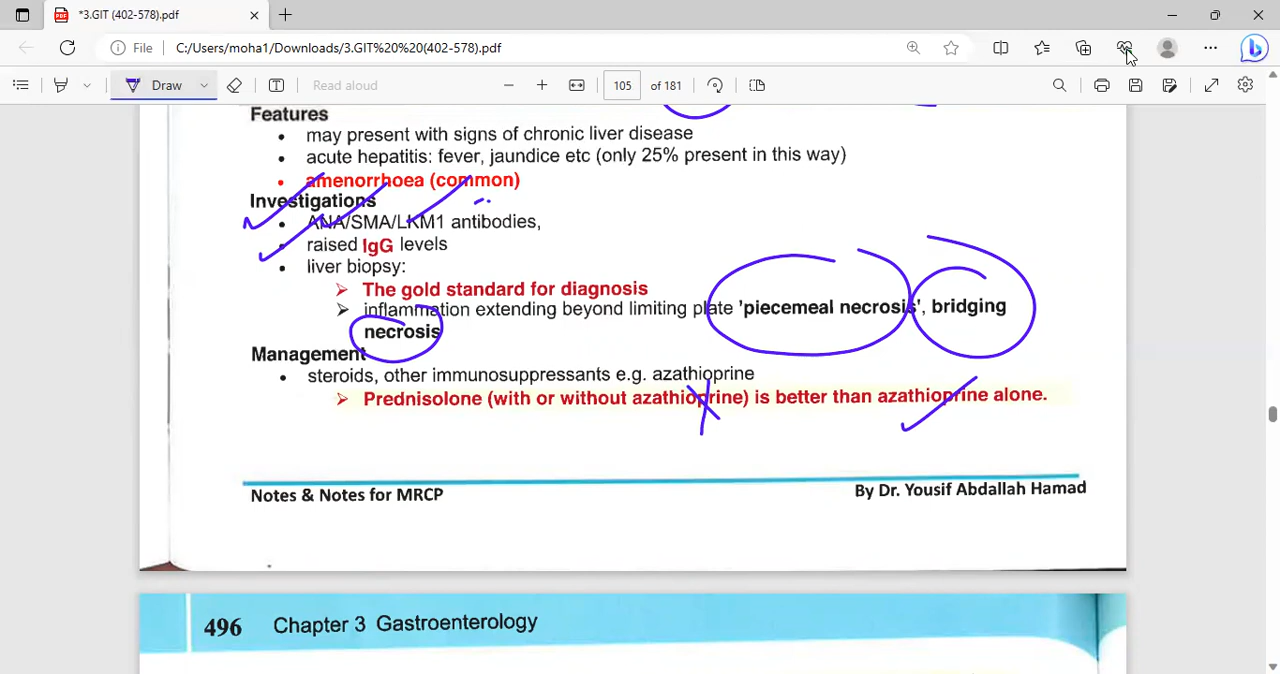 *3.GIT (402-578).pdf
File C:/Users/moha1/Downloads/3.GIT%20%20(402-578).pdf
Draw Read aloud 105 of 181
Features
• may present with signs of chronic liver disease
• acute hepatitis: fever, jaundice etc (only 25% present in this way)
• amenorrhoea (common)
Investigations
• ANA/SMA/LKM1 antibodies,
• raised IgG levels
• liver biopsy:
➢ The gold standard for diagnosis
➢ inflammation extending beyond limiting plate 'piecemeal necrosis', bridging
necrosis
Management
• steroids, other immunosuppressants e.g. azathioprine
➢ Prednisolone (with or without azathioprine) is better than azathioprine alone.
Notes & Notes for MRCP By Dr. Yousif Abdallah Hamad
496 Chapter 3 Gastroenterology